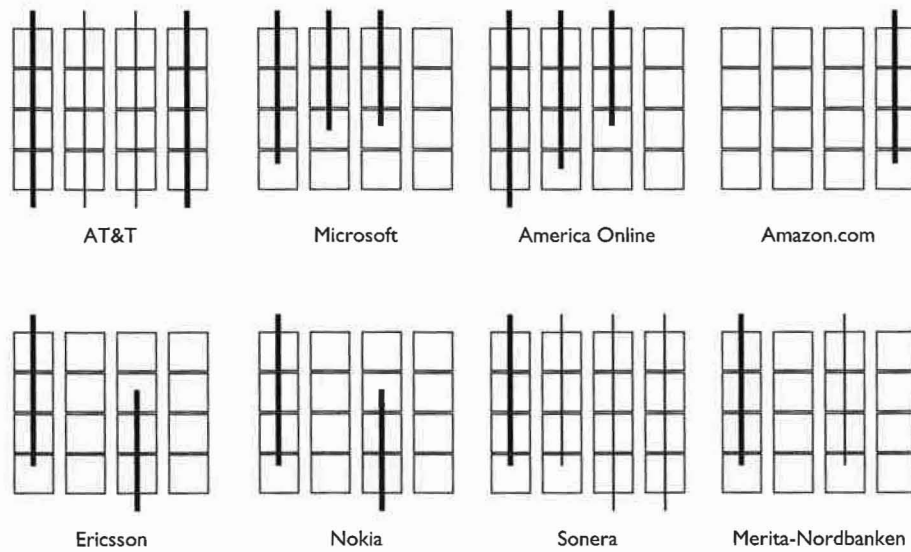 AT&T
Microsoft
America Online
Amazon.com
Ericsson
Nokia
Sonera
Merita-Nordbanken